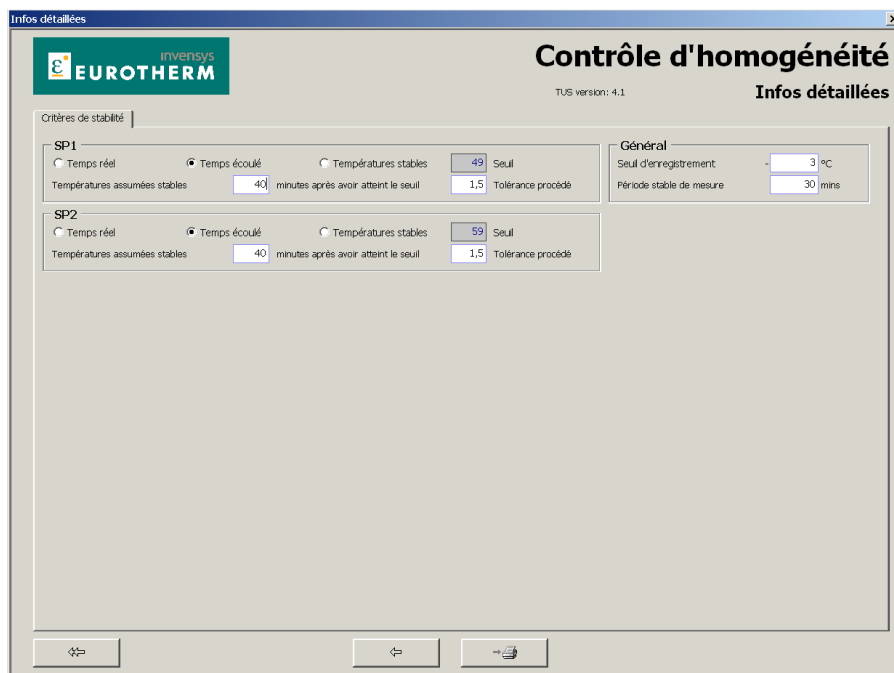 Infos détaillées
invensys
EUROTHERM
Contrôle d'homogénéité
TUS version: 4.1
Infos détaillées
Critères de stabilité
SP1
Temps réel Temps écoulé Températures stables 49 Seuil
Températures assumées stables 40 minutes après avoir atteint le seuil 1,5 Tolérance procédé
Général
Seuil d'enregistrement - 3 ºC
Période stable de mesure 30 mins
SP2
Temps réel Temps écoulé Températures stables 59 Seuil
Températures assumées stables 40 minutes après avoir atteint le seuil 1,5 Tolérance procédé